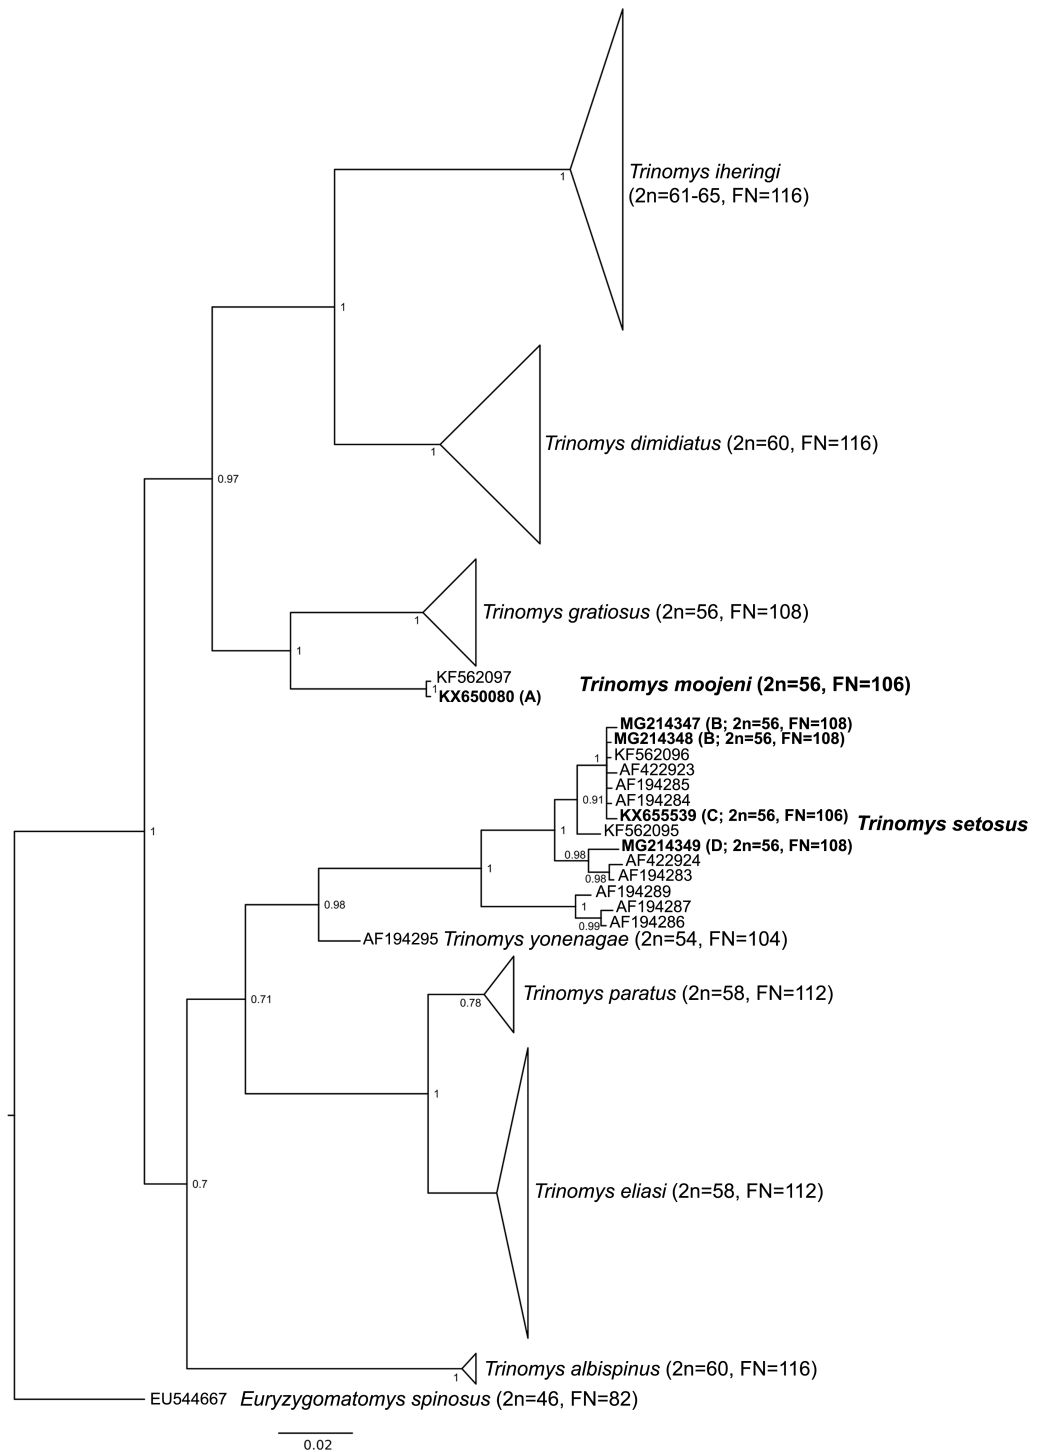 Trinomys iheringi
(2n=61-65, FN=116)
1
1
Trinomys dimidiatus (2n=60, FN=116)
1
0.97
Trinomys gratiosus (2n=56, FN=108)
1
1
KF562097
1
KX650080 (A)
Trinomys moojeni (2n=56, FN=106)
MG214347 (B; 2n=56, FN=108)
MG214348 (B; 2n=56, FN=108)
KF562096
1
AF422923
AF194285
AF194284
0.91
KX655539 (C; 2n=56, FN=106)
Trinomys setosus
KF562095
1
MG214349 (D; 2n=56, FN=108)
0.98
AF422924
AF194283
0.98
1
AF194289
AF194287
1
AF194286
0.99
0.98
AF194295 Trinomys yonenagae (2n=54, FN=104)
1
Trinomys paratus (2n=58, FN=112)
0.78
0.71
1
Trinomys eliasi (2n=58, FN=112)
0.7
Trinomys albispinus (2n=60, FN=116)
1
EU544667 Euryzygomatomys spinosus (2n=46, FN=82)
0.02